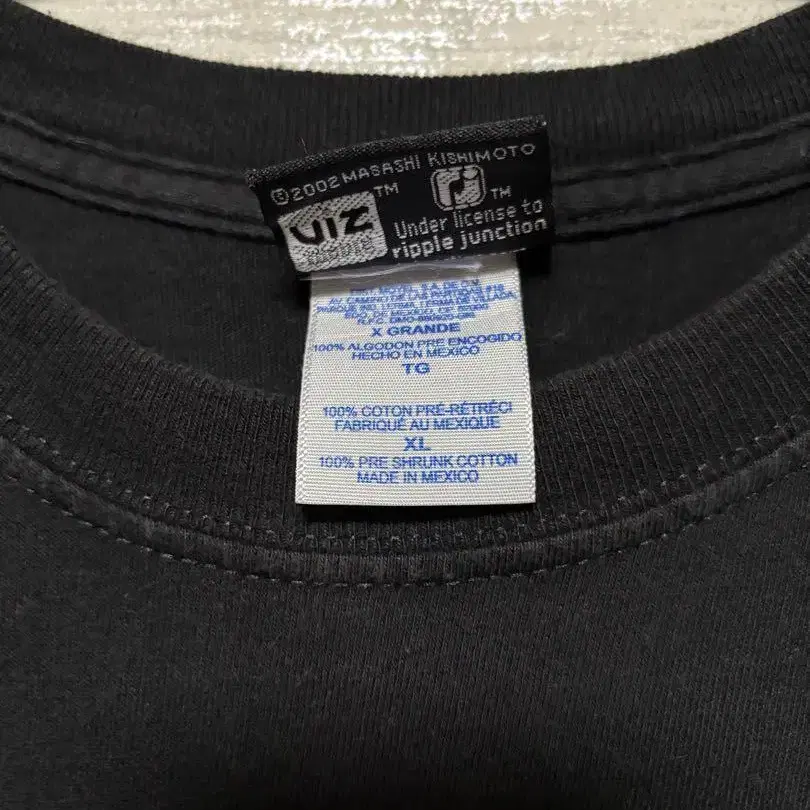 ©2002 MASASHI KISHIMOTO
VIZ ™
rj ™
Under license to
ripple junction
X GRANDE
100% ALGODON PRE ENCOGIDO
HECHO EN MEXICO
TG
100% COTON PRÉ-RÉTRÉCI
FABRIQUÉ AU MEXIQUE
XL
100% PRE SHRUNK COTTON
MADE IN MEXICO